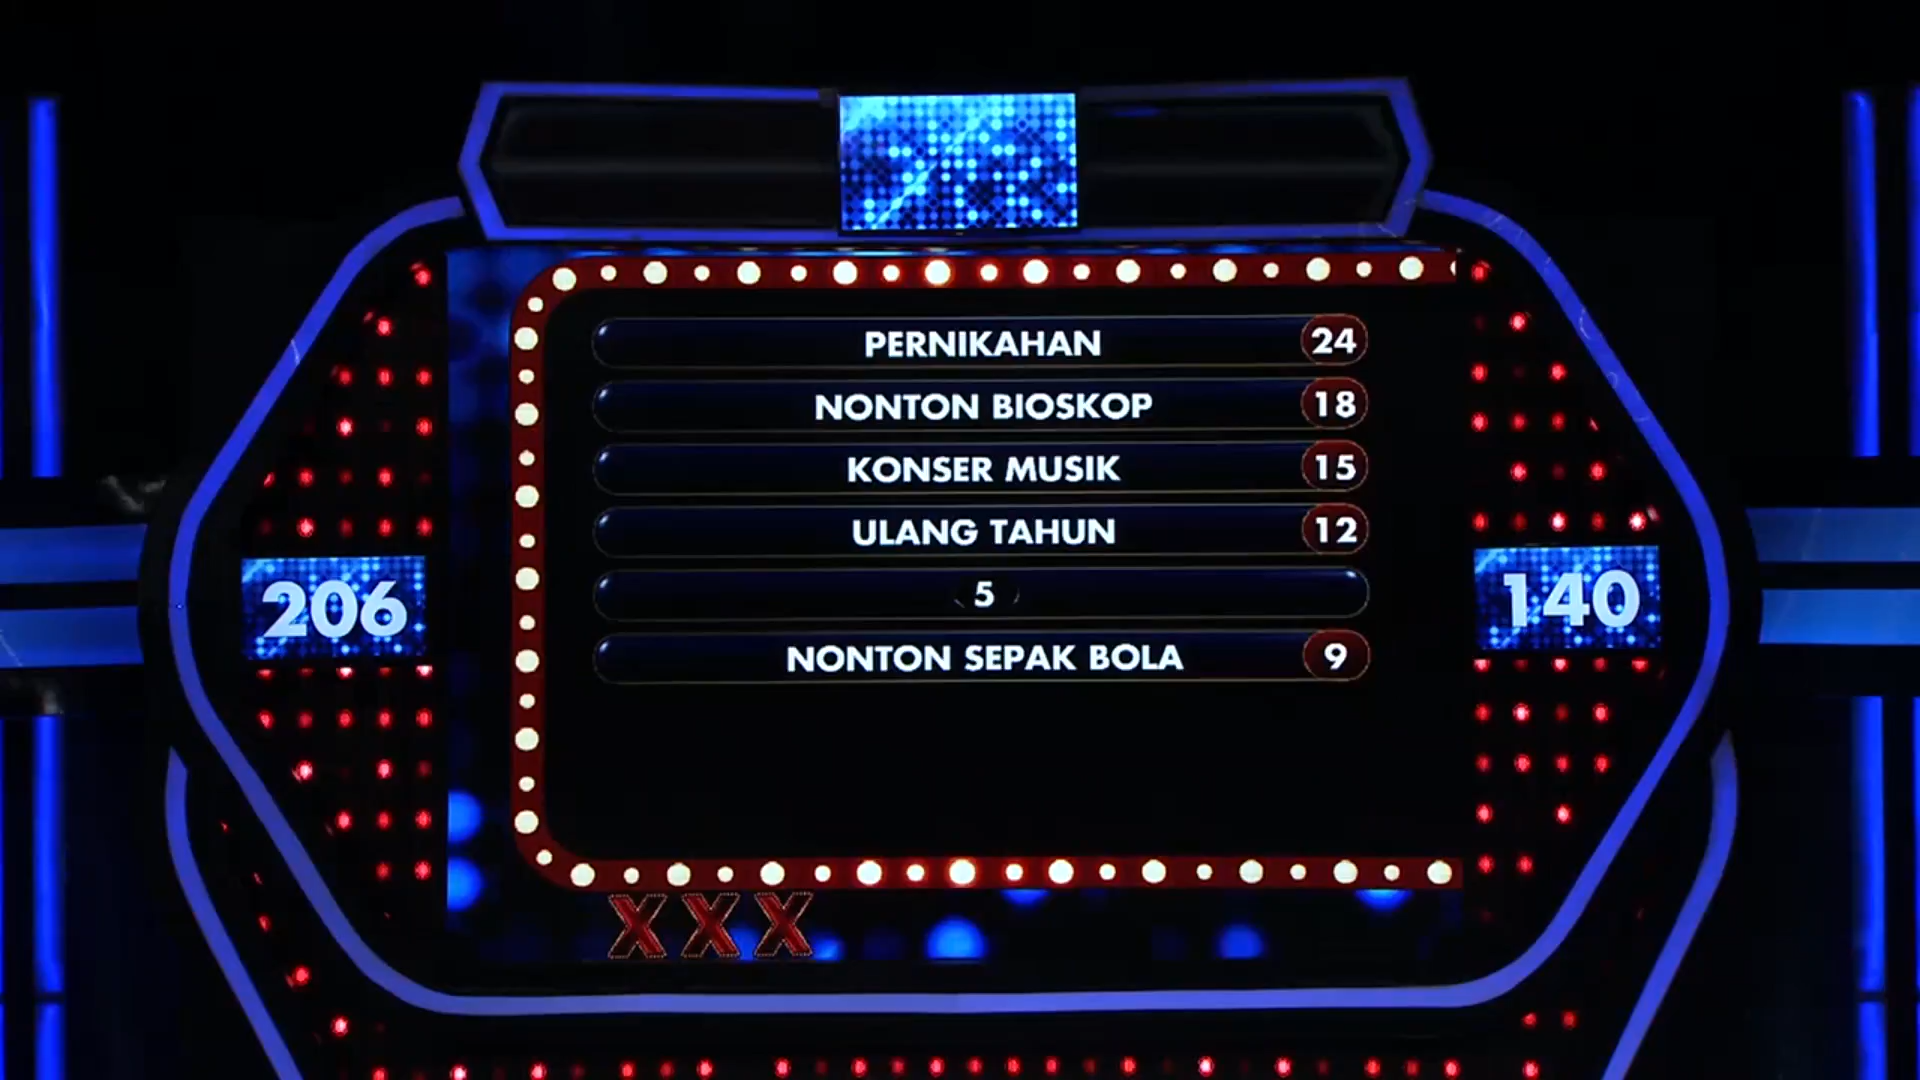 PERNIKAHAN 24
NONTON BIOSKOP 18
KONSER MUSIK 15
ULANG TAHUN 12
206
5
140
NONTON SEPAK BOLA 9
XXX